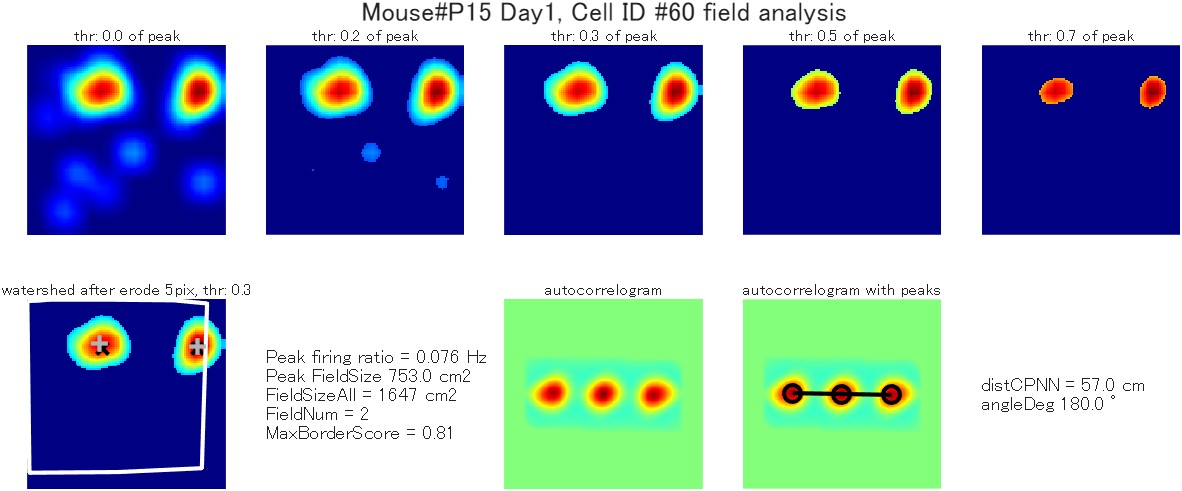 Mouse#P15 Day1, Cell ID #60 field analysis
thr: 0.0 of peak
thr: 0.2 of peak
thr: 0.3 of peak
thr: 0.5 of peak
thr: 0.7 of peak
watershed after erode 5pix, thr: 0.3
Peak firing ratio = 0.076 Hz
Peak FieldSize 753.0 cm2
FieldSizeAll = 1647 cm2
FieldNum = 2
MaxBorderScore = 0.81
autocorrelogram
autocorrelogram with peaks
distCPNN = 57.0 cm
angleDeg 180.0 °